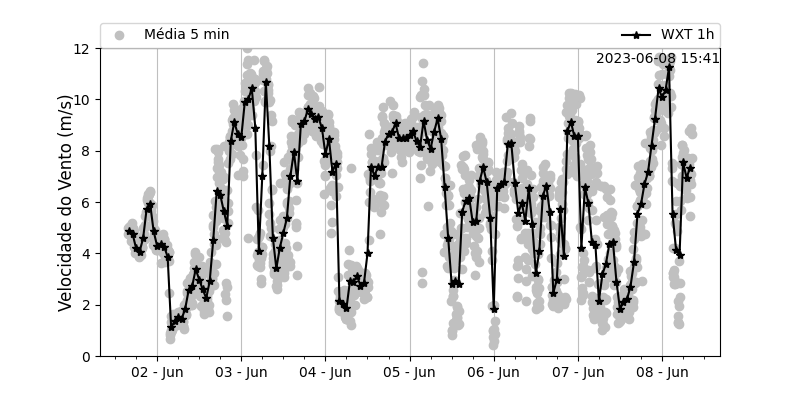 Média 5 min
WXT 1h
2023-06-08 15:41
Velocidade do Vento (m/s)
12
10
8
6
4
2
0
02 - Jun
03 - Jun
04 - Jun
05 - Jun
06 - Jun
07 - Jun
08 - Jun